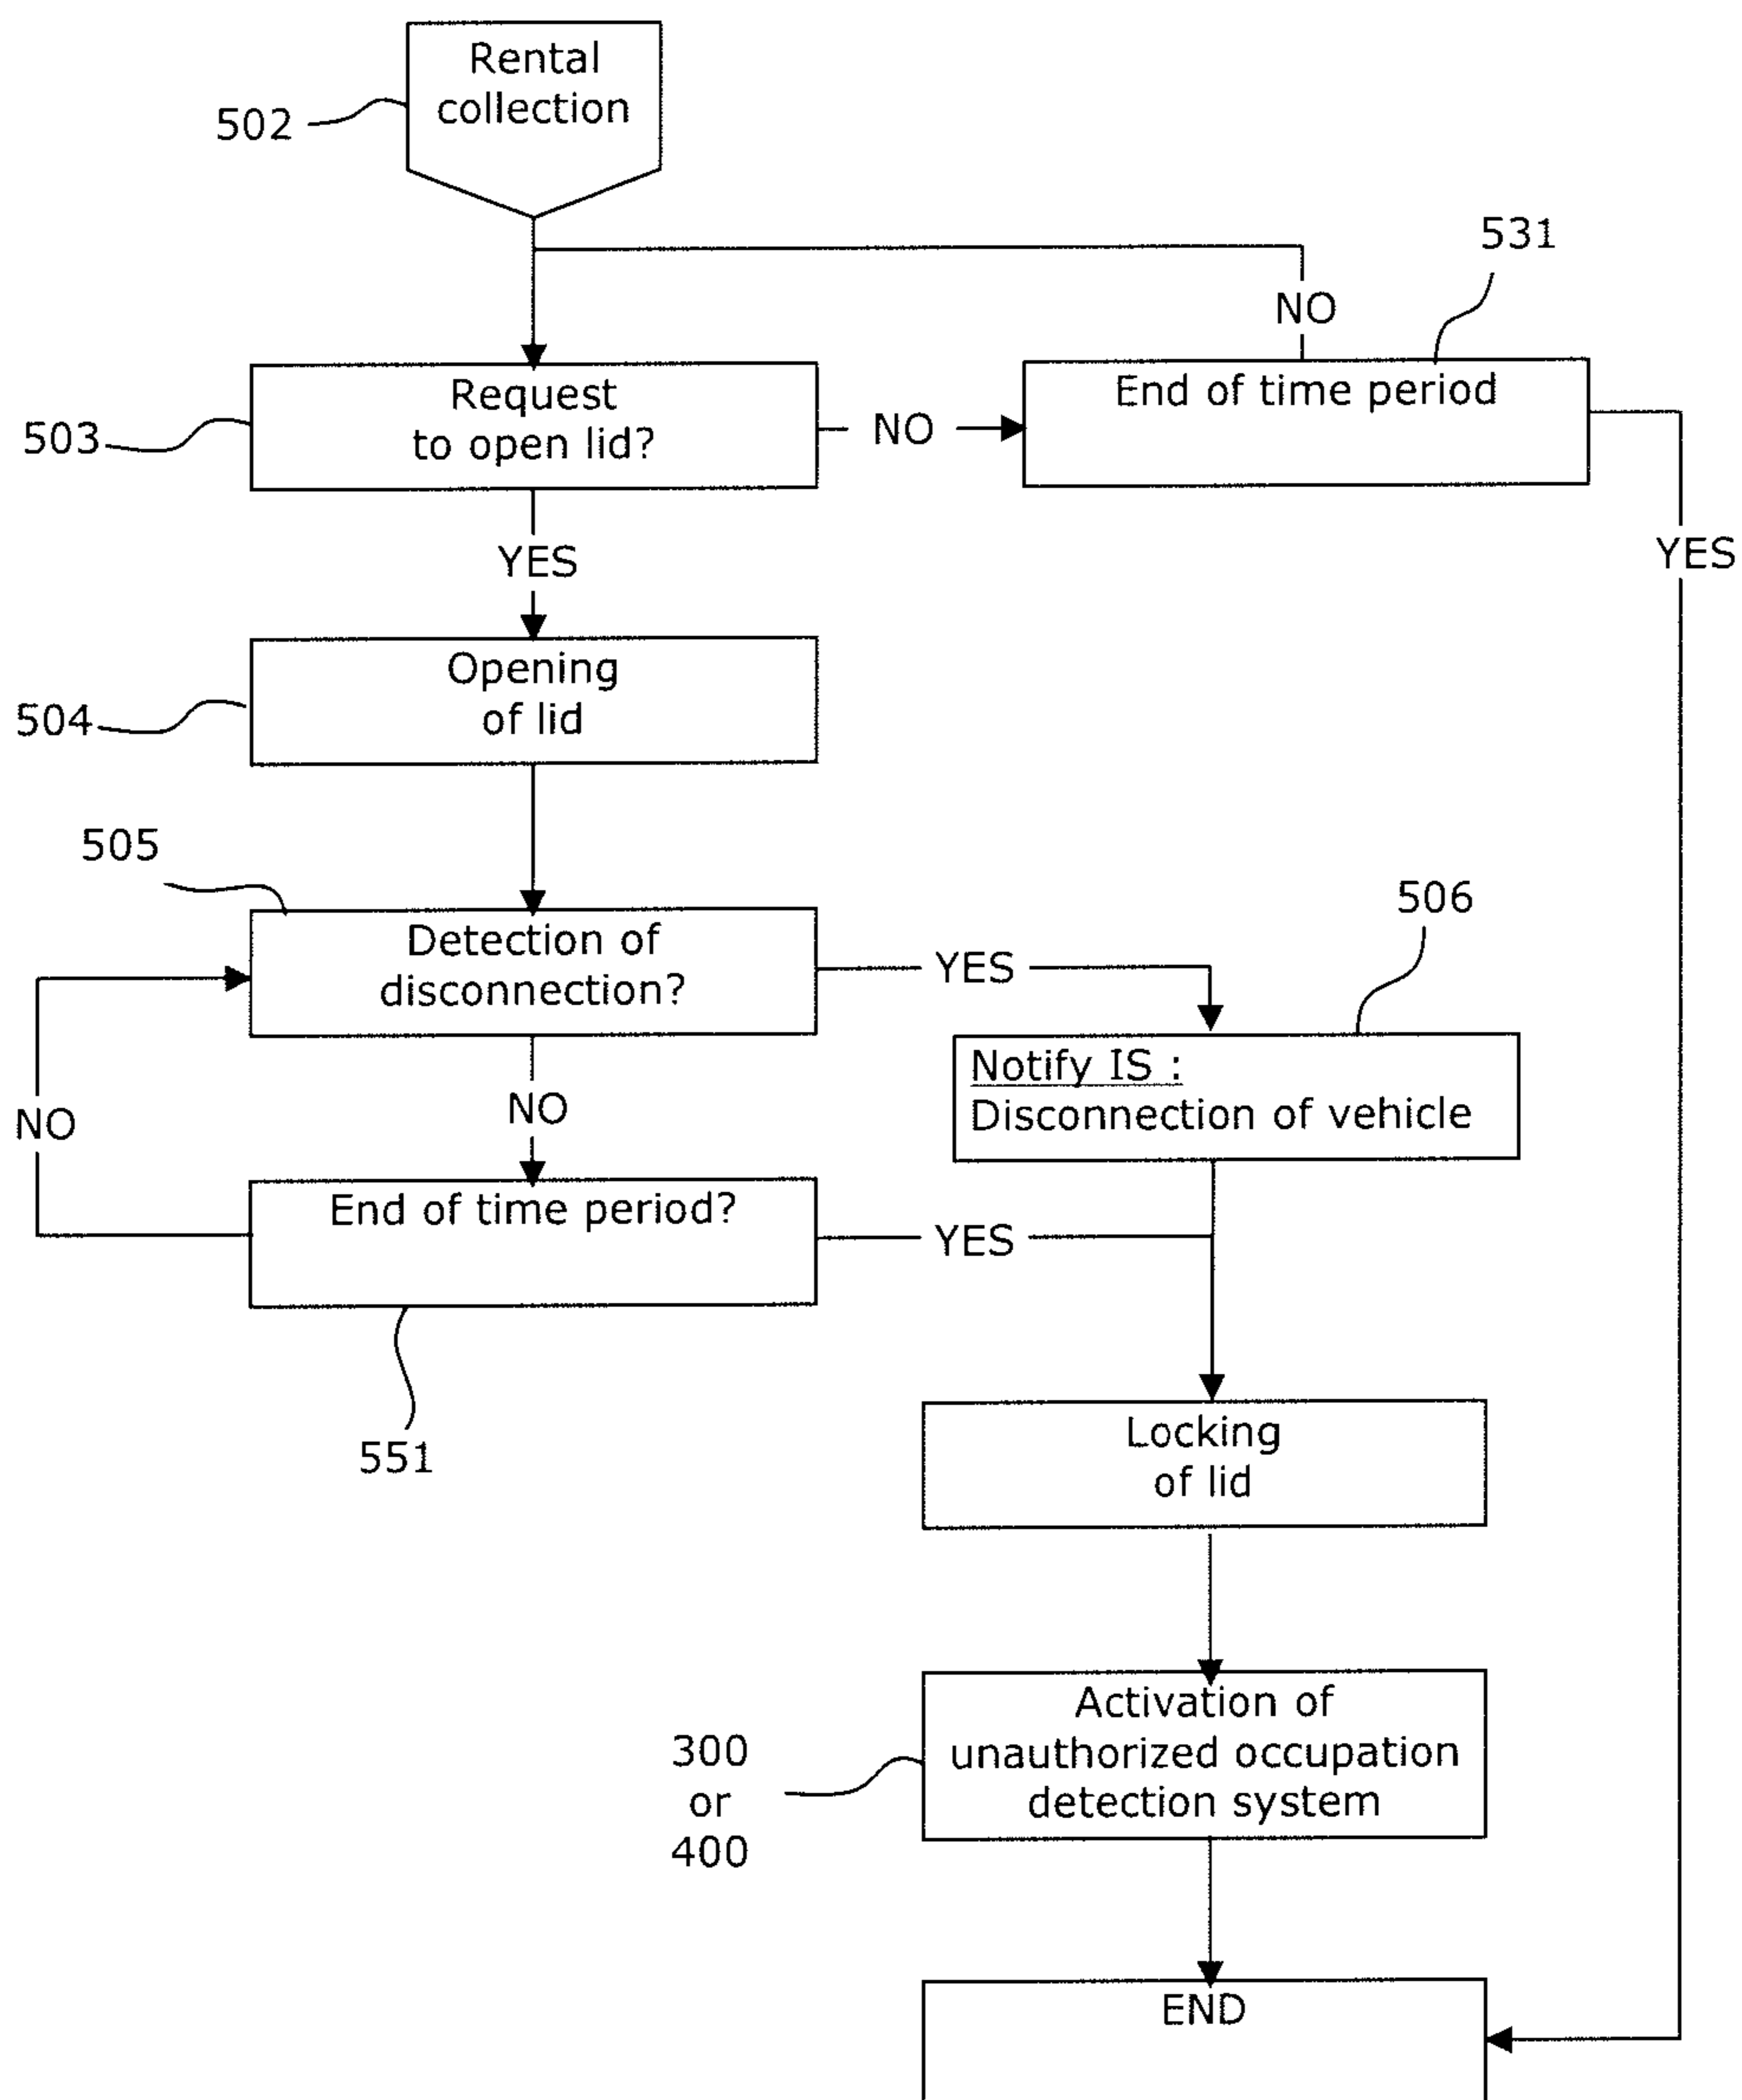 Rental
collection
502
531
NO
Request
to open lid?
503
NO
End of time period
YES
YES
Opening
of lid
504
505
Detection of
disconnection?
YES
506
Notify IS :
Disconnection of vehicle
NO
NO
End of time period?
YES
551
Locking
of lid
Activation of
unauthorized occupation
detection system
300
or
400
END